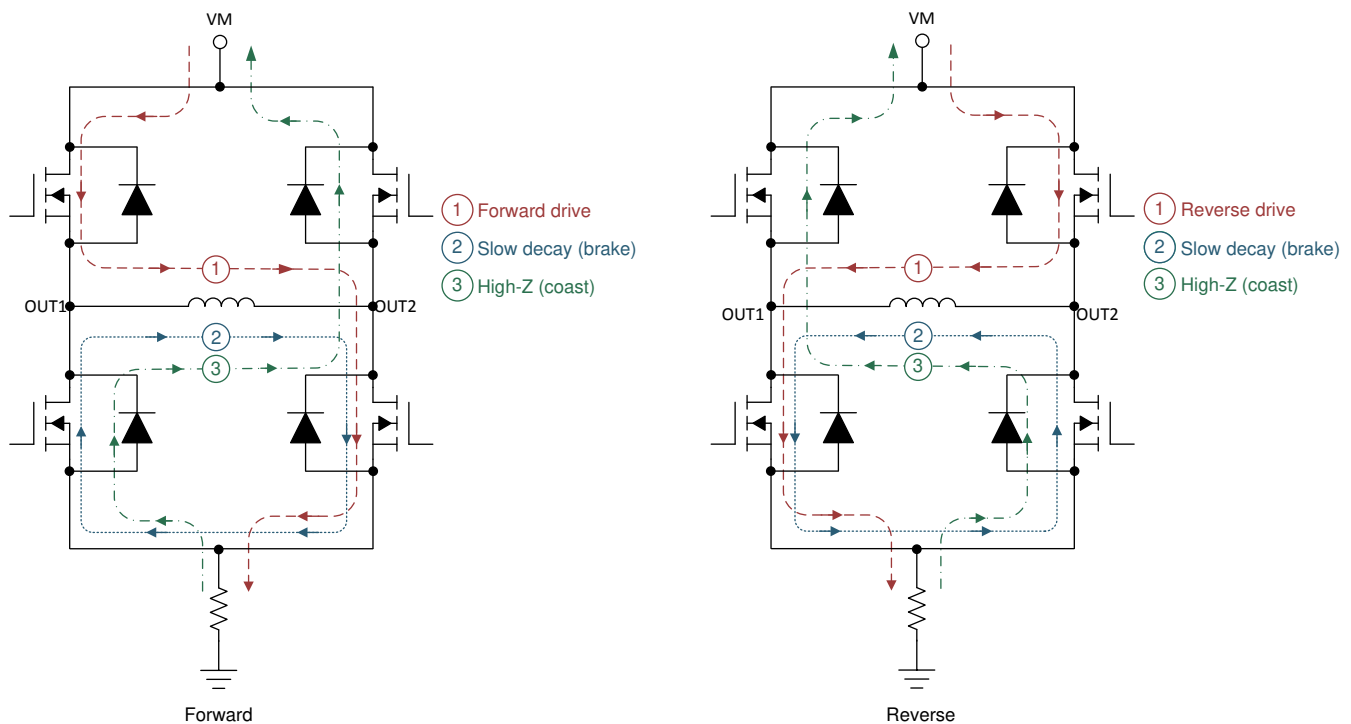 VM
1 Forward drive
2 Slow decay (brake)
3 High-Z (coast)
1
OUT1
OUT2
2
3
Forward
VM
1 Reverse drive
2 Slow decay (brake)
3 High-Z (coast)
1
OUT1
OUT2
2
3
Reverse